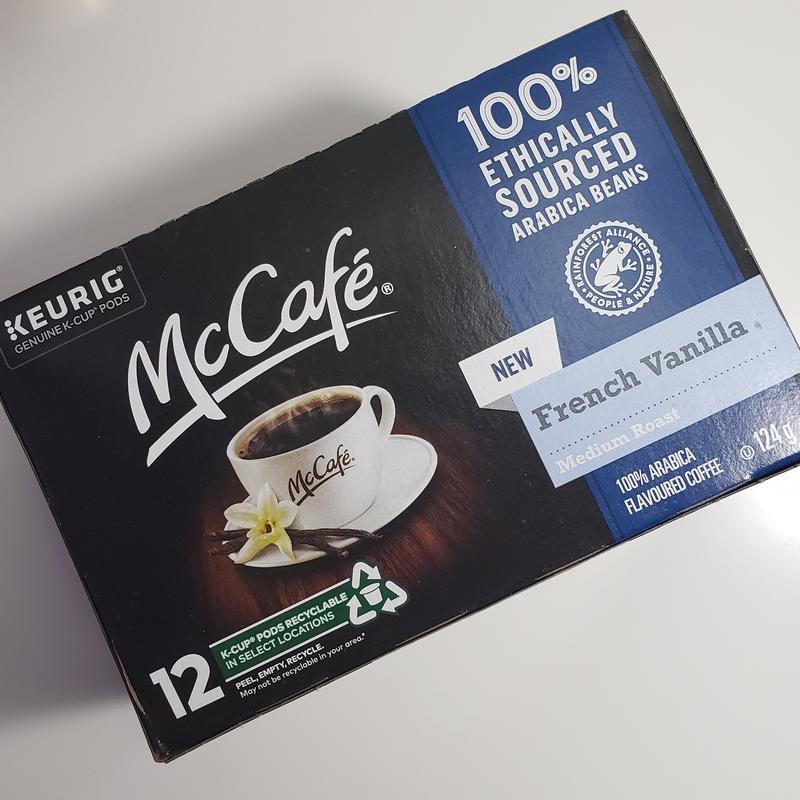 KEURIG®
GENUINE K-CUP® PODS
McCafé®
McCafé®
100%
ETHICALLY
SOURCED
ARABICA BEANS
RAINFOREST ALLIANCE
• PEOPLE & NATURE •
NEW
French Vanilla
Medium Roast
100% ARABICA
FLAVOURED COFFEE
U 124 g
12
K-CUP® PODS RECYCLABLE
IN SELECT LOCATIONS
PEEL, EMPTY, RECYCLE.
May not be recyclable in your area.*